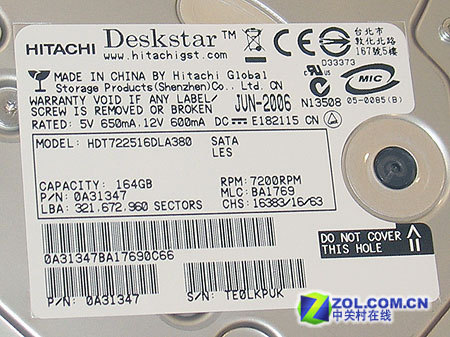 HITACHI Deskstar™
www.hitachigst.com
台北市
敦化北路
167號5樓
D33373
MADE IN CHINA BY Hitachi Global
Storage Products(Shenzhen)Co., Ltd. CN
WARRANTY VOID IF ANY LABEL/
SCREW IS REMOVED OR BROKEN
JUN-2006
N13508
MIC
05-0085(B)
RATED: 5V 650mA.12V 600mA DC E182115 CN
MODEL: HDT722516DLA380 SATA
LES
CAPACITY: 164GB RPM: 7200RPM
P/N: 0A31347 MLC: BA1769
LBA: 321.672.960 SECTORS CHS: 16383/16/63
DO NOT COVER
THIS HOLE
0A31347BA17690C66
P/N: 0A31347 S/N: TE0LKPUK
ZOL.COM.CN
中关村在线